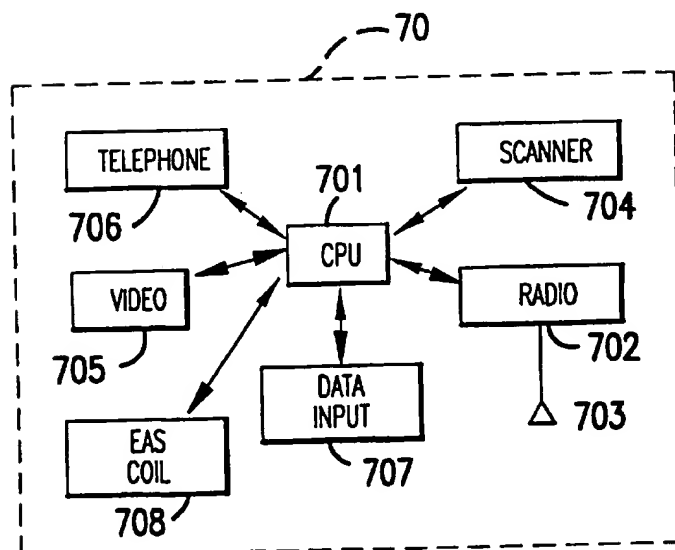 70
TELEPHONE
706
701
CPU
SCANNER
704
VIDEO
705
RADIO
702
703
DATA
INPUT
707
EAS
COIL
708